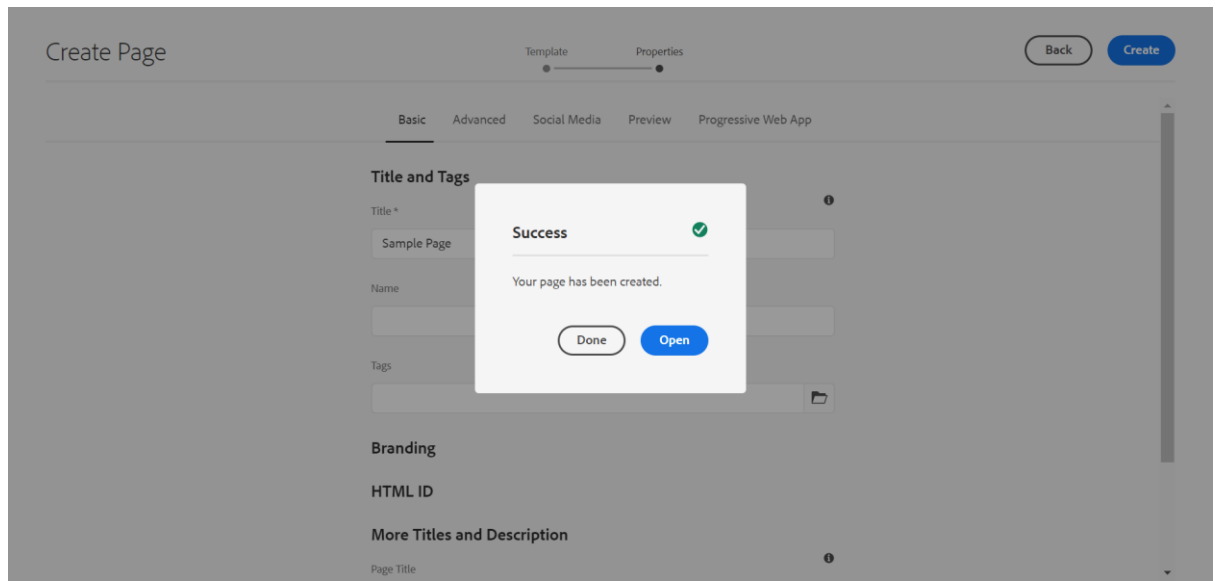 Create Page
Template Properties
Back Create
Basic Advanced Social Media Preview Progressive Web App
Title and Tags
Title *
Sample Page
Name
Tags
Success
Your page has been created.
Done Open
Branding
HTML ID
More Titles and Description
Page Title